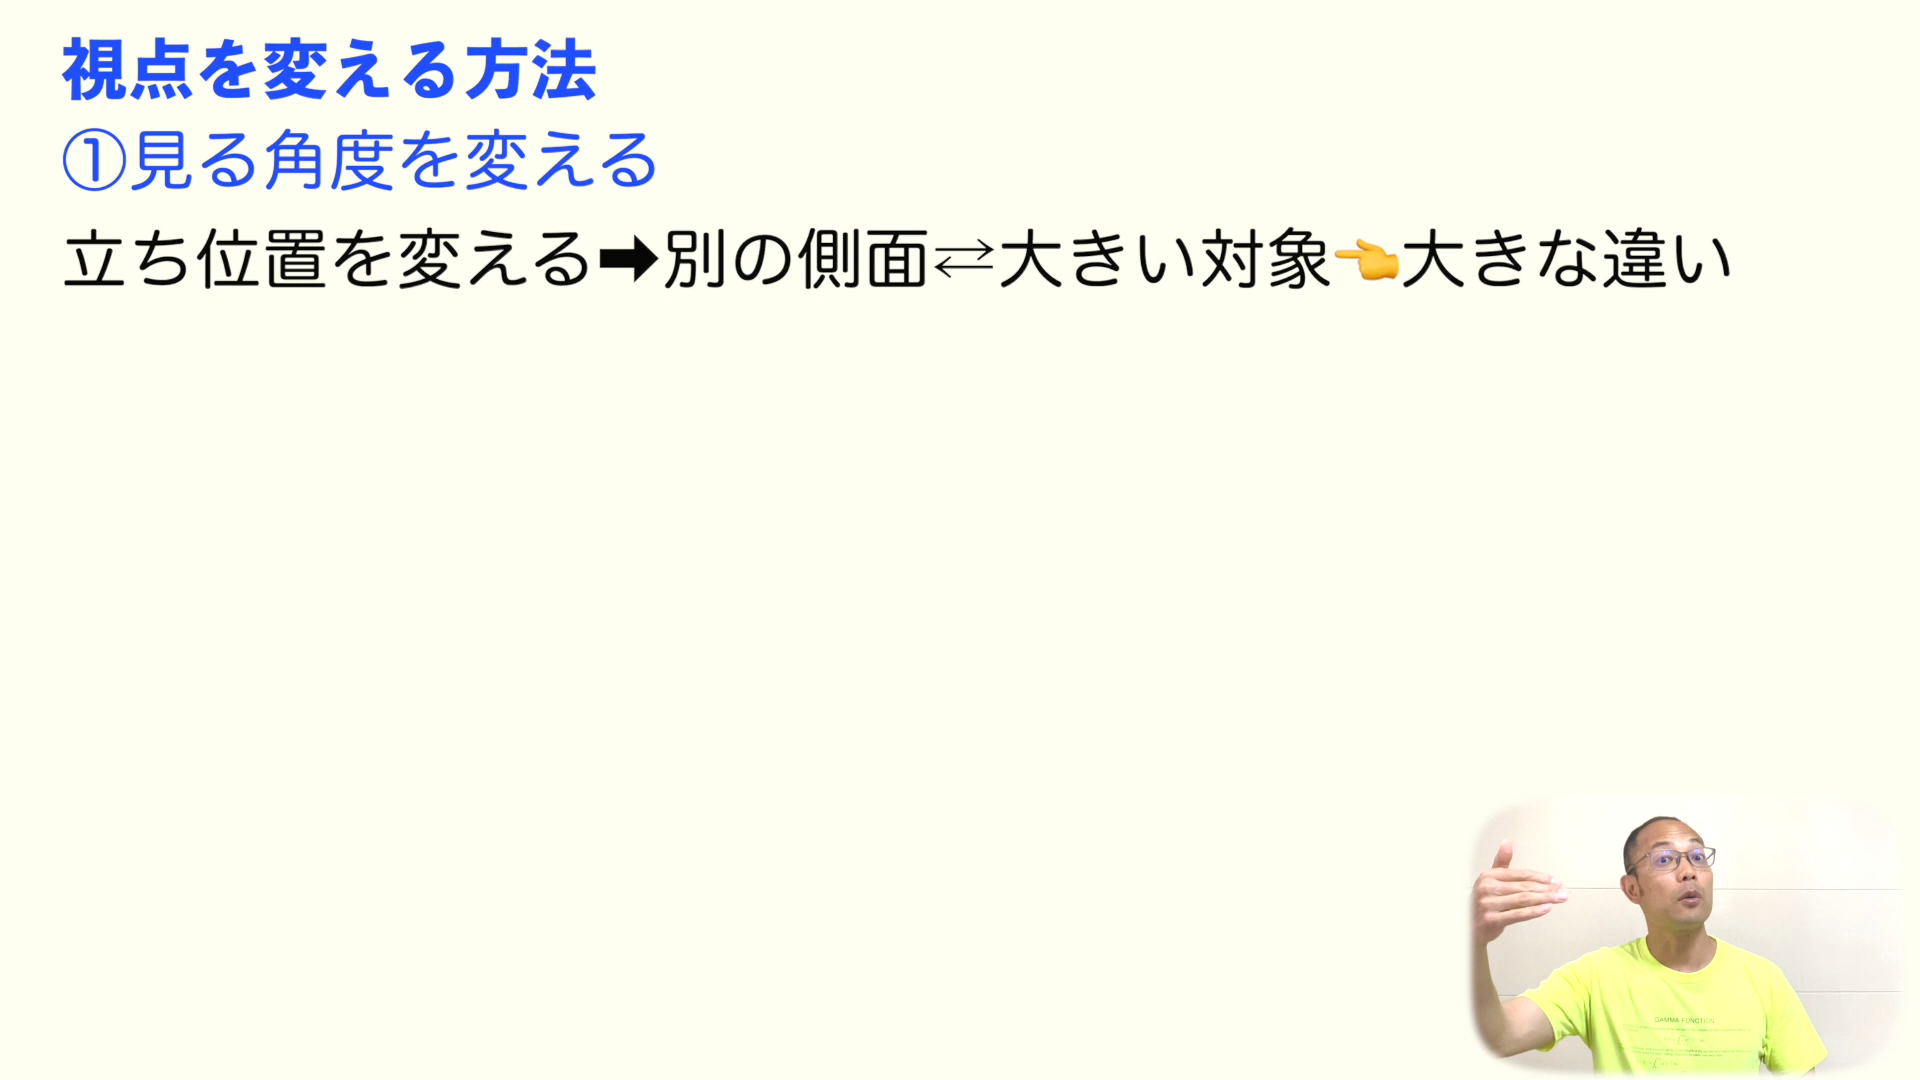 視点を変える方法
①見る角度を変える
立ち位置を変える➡別の側面⇄大きい対象👈大きな違い
GAMMA FUNCTION